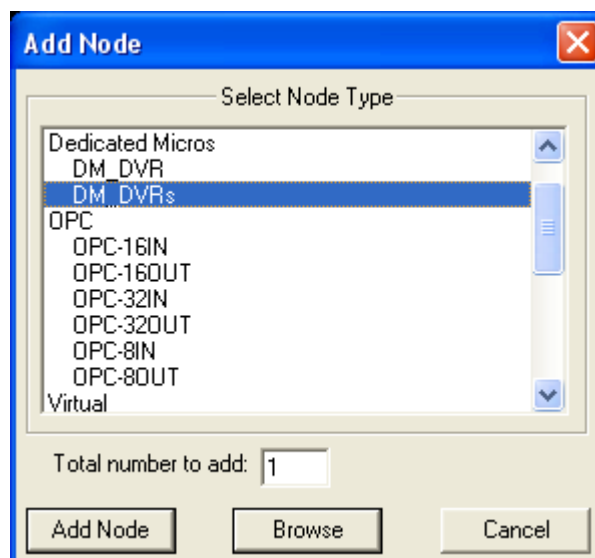 Add Node
Select Node Type
Dedicated Micros
DM_DVR
DM_DVRs
OPC
OPC-16IN
OPC-16OUT
OPC-32IN
OPC-32OUT
OPC-8IN
OPC-8OUT
Virtual
Total number to add: 1
Add Node Browse Cancel